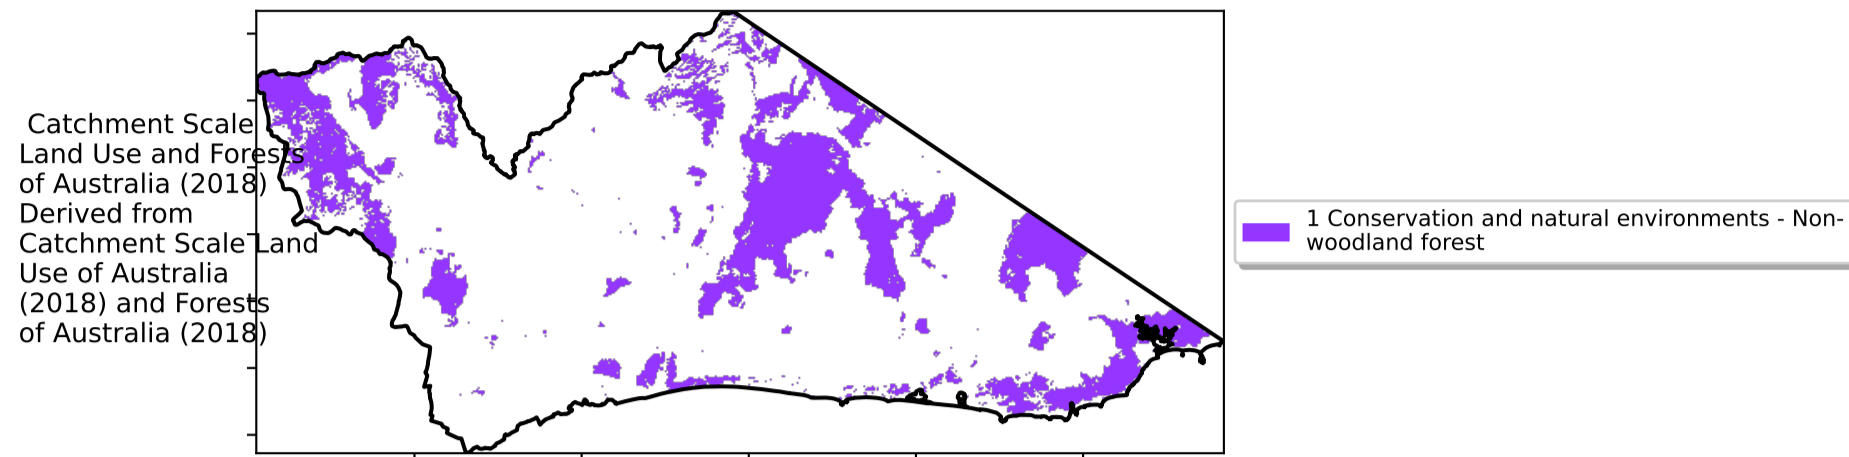 Catchment Scale
Land Use and Forests
of Australia (2018)
Derived from
Catchment Scale Land
Use of Australia
(2018) and Forests
of Australia (2018)
1 Conservation and natural environments - Non-
woodland forest